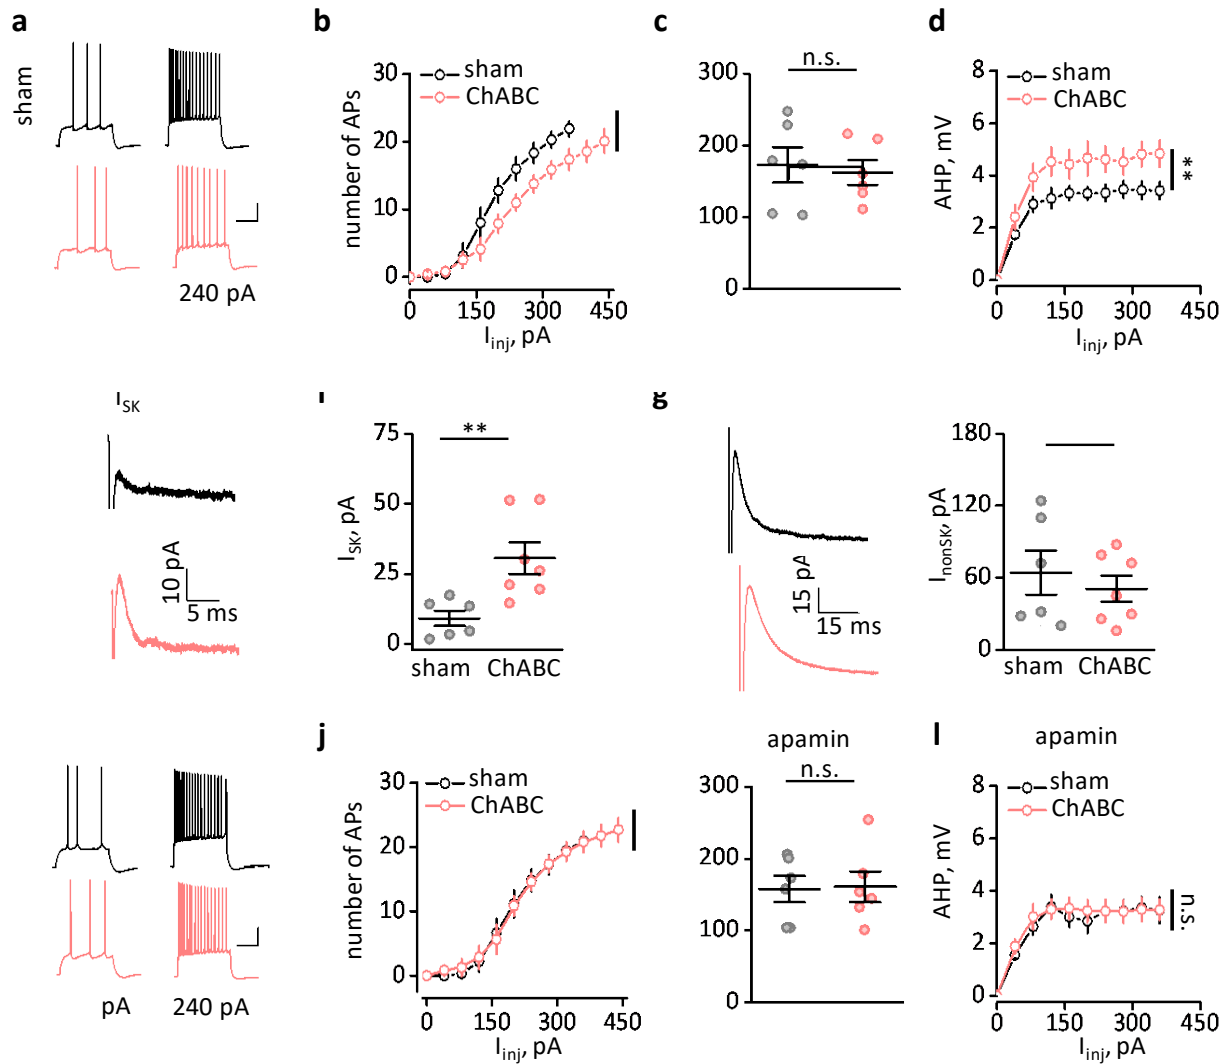 a
sham
240 pA
b
sham
ChABC
number of APs
30
20
10
0
0 150 300 450
I_inj, pA
c
n.s.
300
200
100
0
d
sham
ChABC
AHP, mV
8
6
4
2
0
**
0 150 300 450
I_inj, pA
I_SK
10 pA
5 ms
**
I_SK, pA
75
50
25
0
sham ChABC
g
15 pA
15 ms
I_nonSK, pA
180
120
60
0
sham ChABC
pA 240 pA
j
sham
ChABC
number of APs
30
20
10
0
0 150 300 450
I_inj, pA
apamin
n.s.
300
200
100
0
l
apamin
sham
ChABC
AHP, mV
8
6
4
2
0
n.s.
0 150 300 450
I_inj, pA